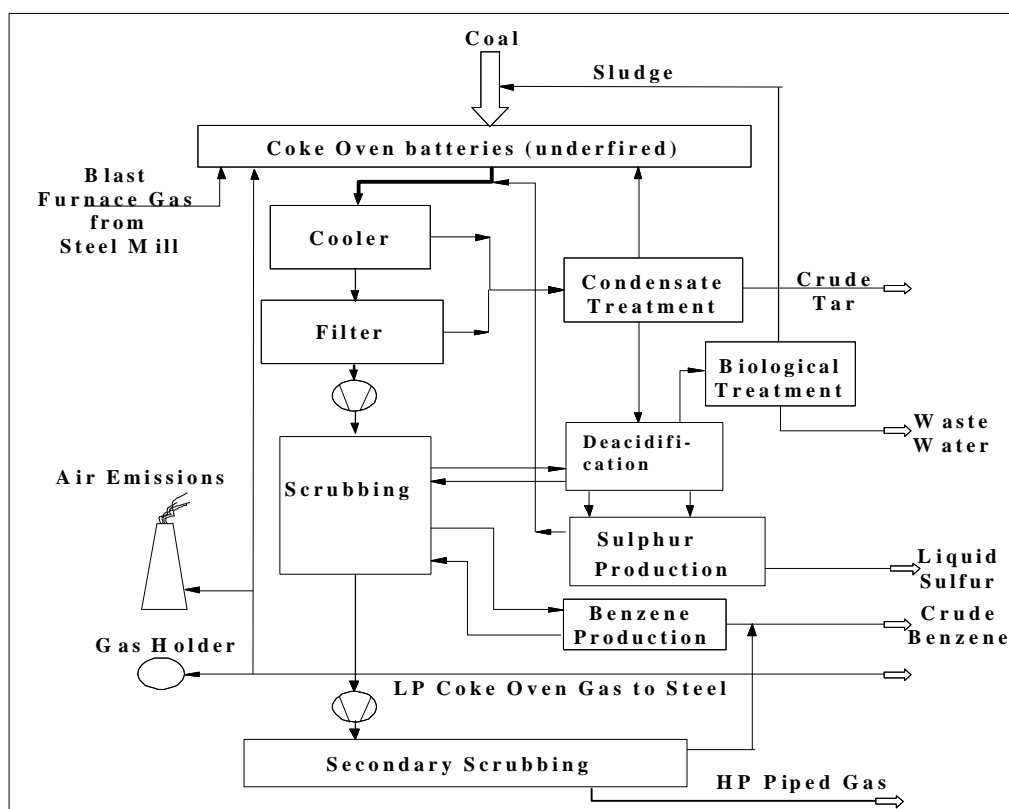 Coal
Sludge
Coke Oven batteries (underfired)
Blast
Furnace Gas
from
Steel Mill
Cooler
Condensate
Treatment
Crude
Tar
Filter
Biological
Treatment
Waste
Water
Deacidifi-
cation
Air Emissions
Scrubbing
Sulphur
Production
Liquid
Sulfur
Benzene
Production
Crude
Benzene
Gas Holder
LP Coke Oven Gas to Steel
Secondary Scrubbing
HP Piped Gas